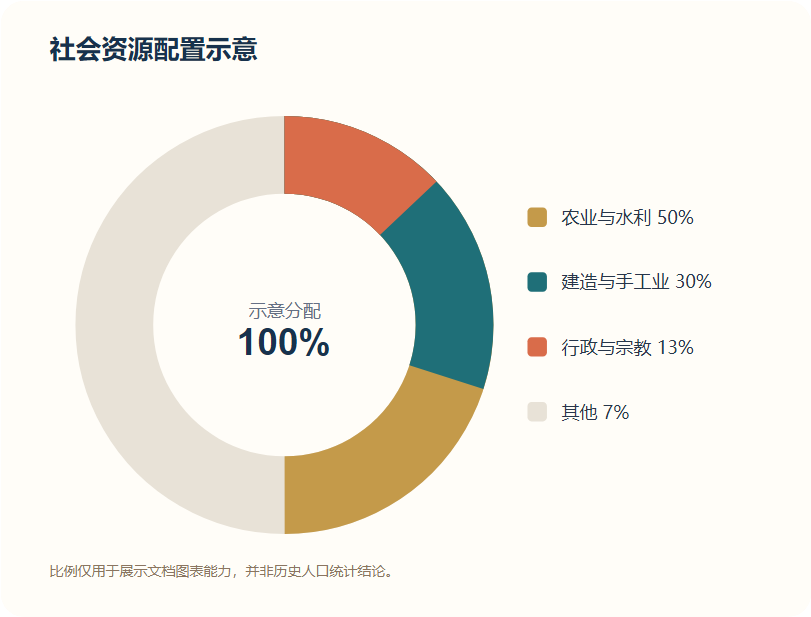 社会资源配置示意
示意分配
100%
农业与水利 50%
建造与手工业 30%
行政与宗教 13%
其他 7%
比例仅用于展示文档图表能力，并非历史人口统计结论。